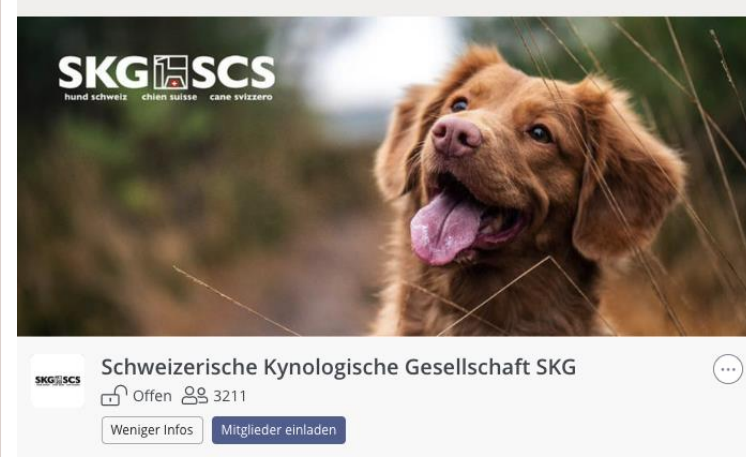 SKG SCS
hund schweiz chien suisse cane svizzero
SKG SCS
Schweizerische Kynologische Gesellschaft SKG
Offen 3211
Weniger Infos Mitglieder einladen